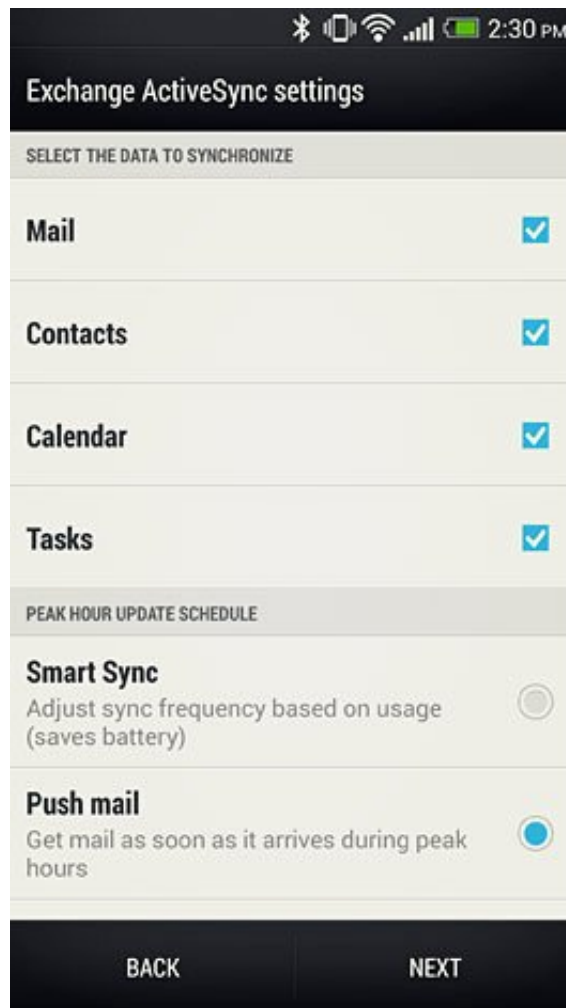 2:30 PM
Exchange ActiveSync settings
SELECT THE DATA TO SYNCHRONIZE
Mail
Contacts
Calendar
Tasks
PEAK HOUR UPDATE SCHEDULE
Smart Sync
Adjust sync frequency based on usage
(saves battery)
Push mail
Get mail as soon as it arrives during peak
hours
BACK NEXT